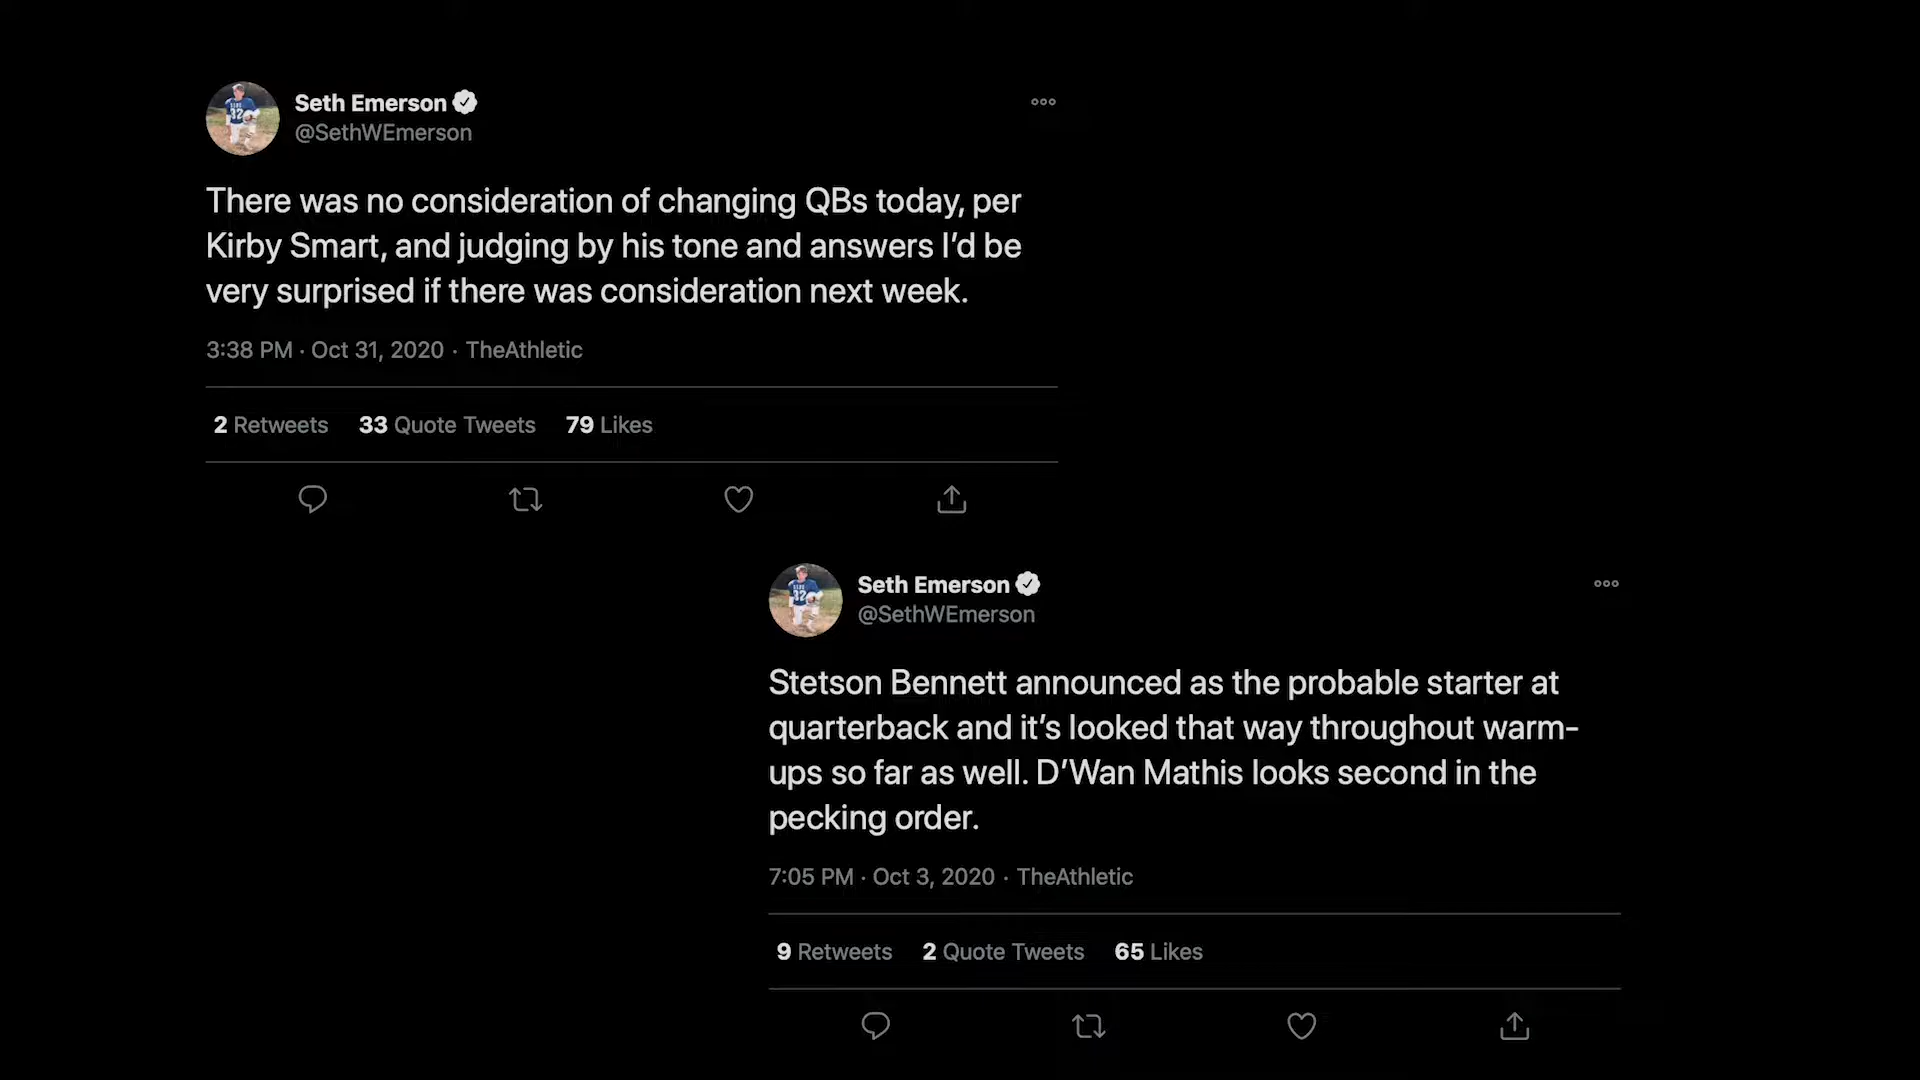 Seth Emerson
@SethWEmerson
There was no consideration of changing QBs today, per
Kirby Smart, and judging by his tone and answers I’d be
very surprised if there was consideration next week.
3:38 PM · Oct 31, 2020 · TheAthletic
2 Retweets 33 Quote Tweets 79 Likes
Seth Emerson
@SethWEmerson
Stetson Bennett announced as the probable starter at
quarterback and it’s looked that way throughout warm-
ups so far as well. D’Wan Mathis looks second in the
pecking order.
7:05 PM · Oct 3, 2020 · TheAthletic
9 Retweets 2 Quote Tweets 65 Likes